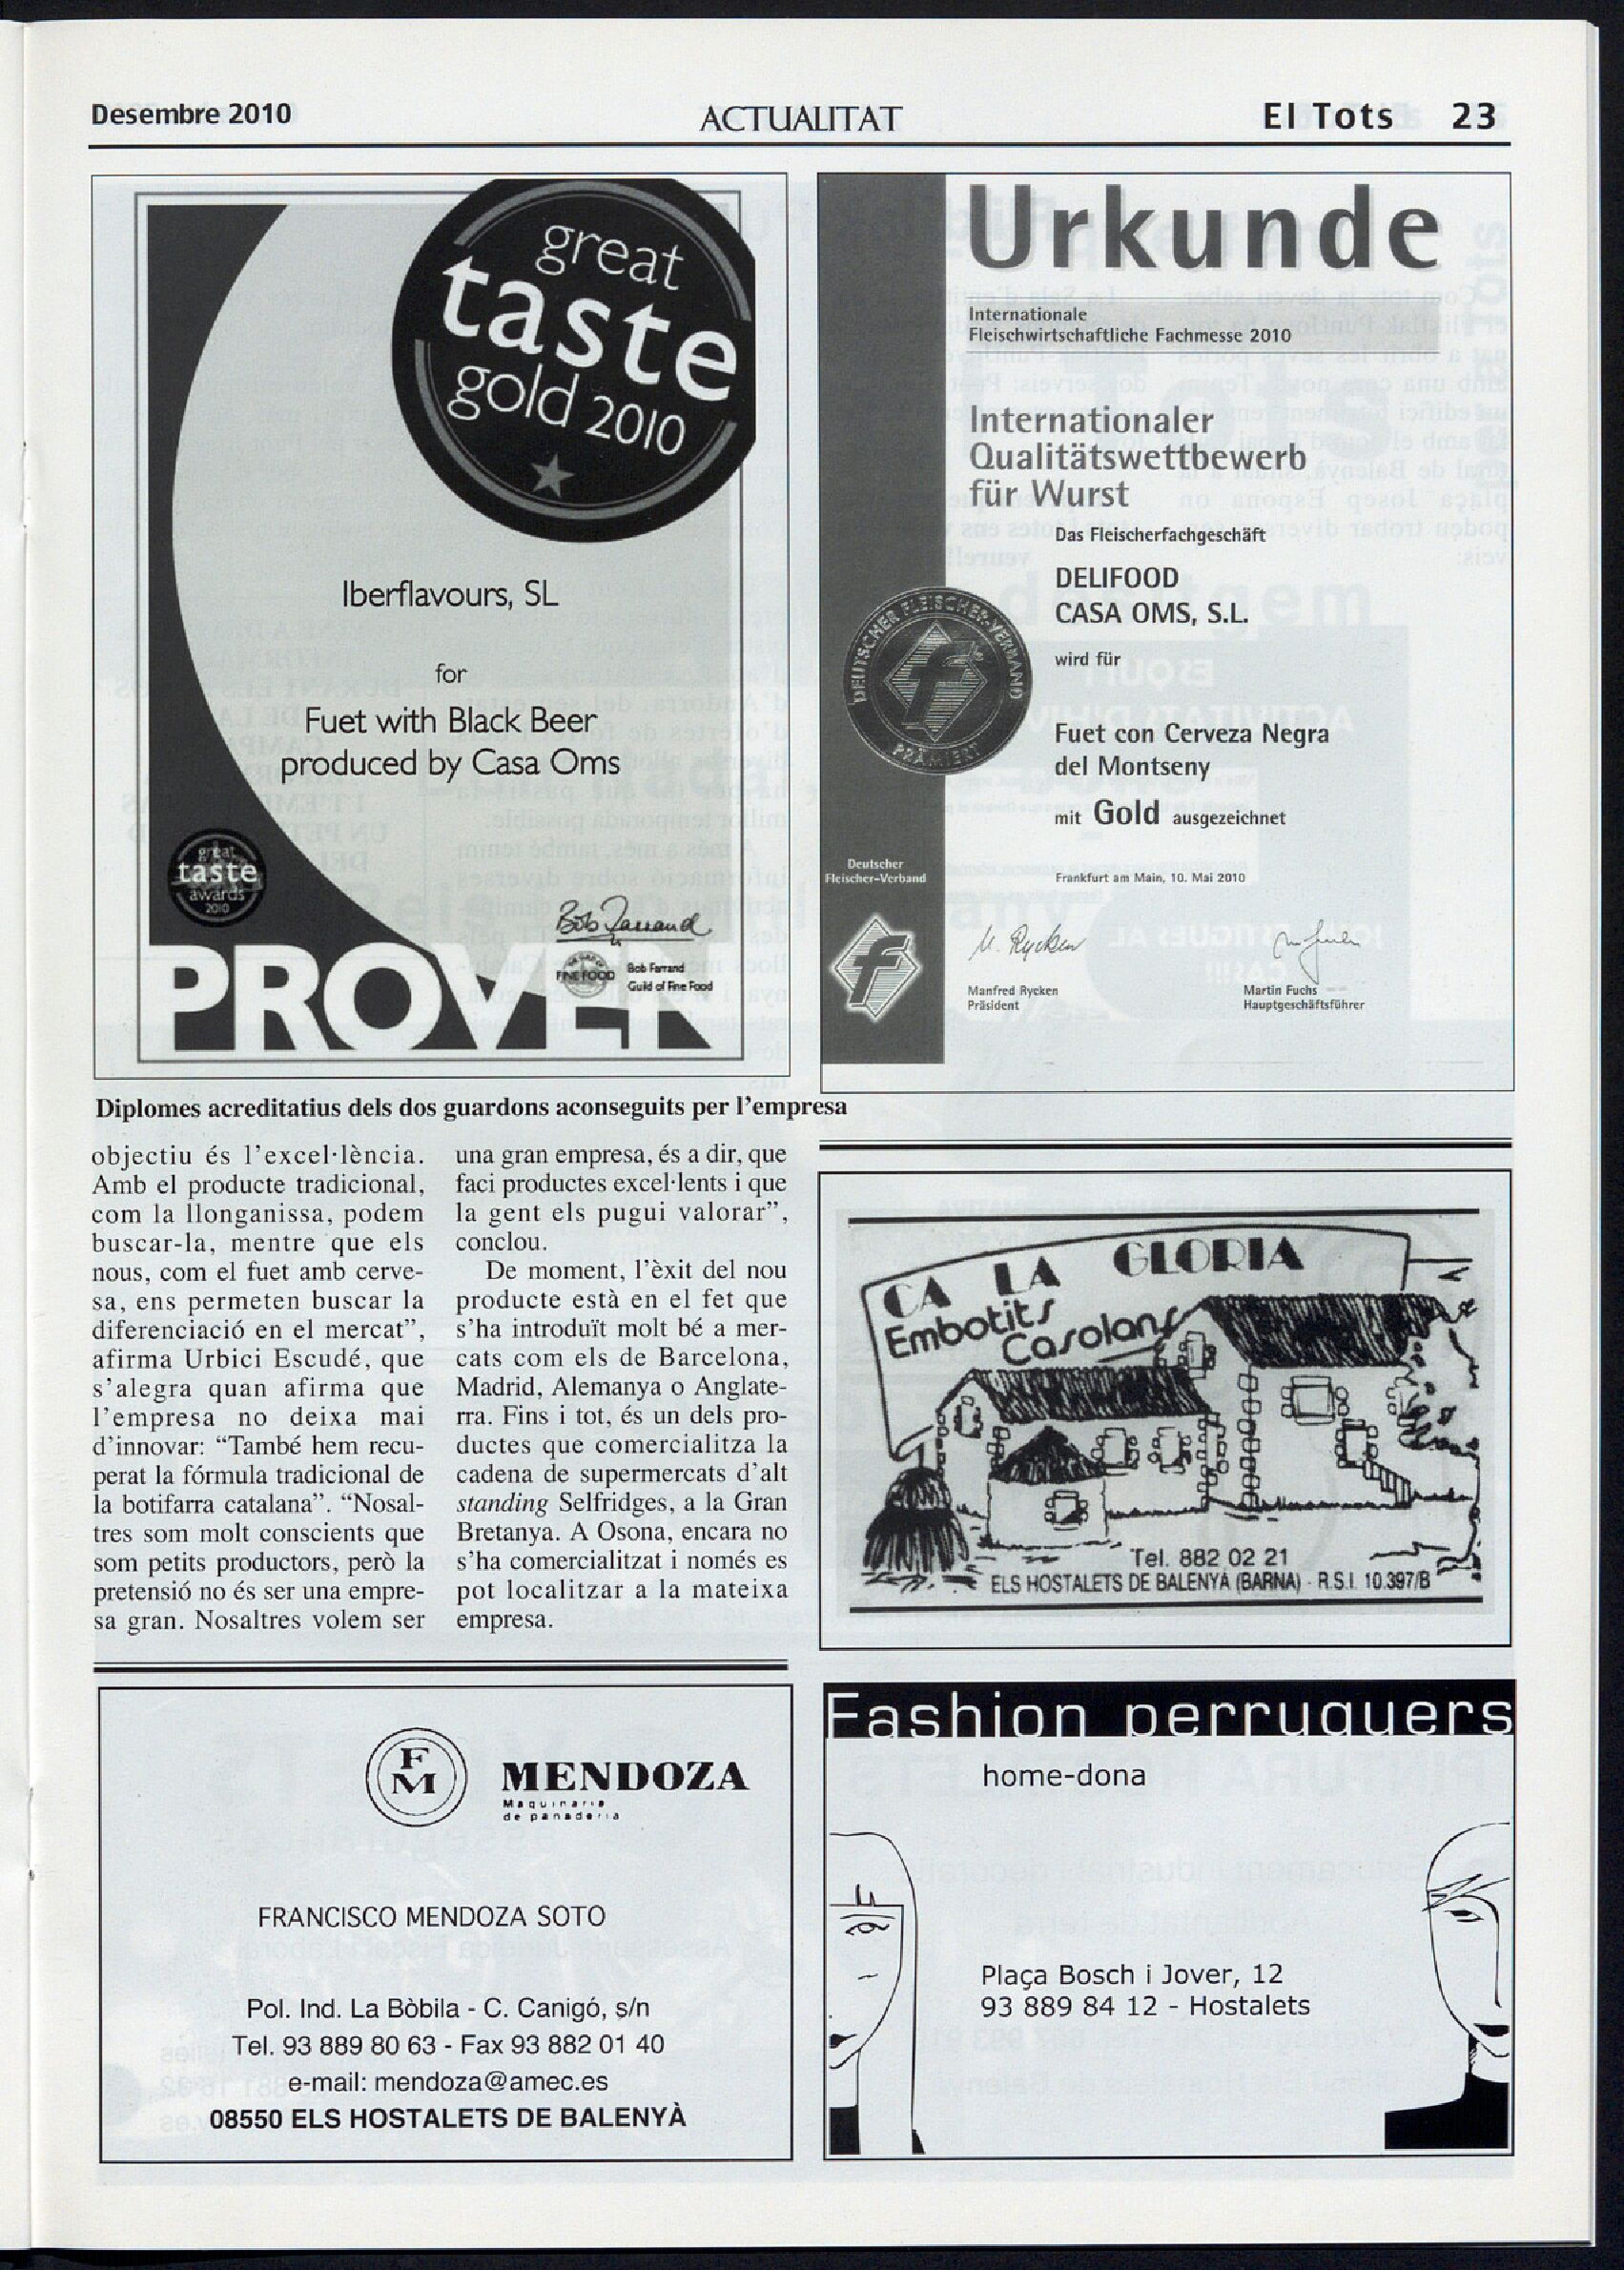 Desembre 2010
ACTUALITAT
El Tots 23
great
taste
gold 2010
Iberflavours, SL
for
Fuet with Black Beer
produced by Casa Oms
great
taste
awards
2010
Bob Farrand
FINE FOOD
Bob Farrand
Guild of Fine Food
PROVEN
Urkunde
Internationale
Fleischwirtschaftliche Fachmesse 2010
Internationaler
Qualitätswettbewerb
für Wurst
Das Fleischerfachgeschäft
DELIFOOD
CASA OMS, S.L.
wird für
Fuet con Cerveza Negra
del Montseny
mit Gold ausgezeichnet
DEUTSCHER FLEISCHER-VERBAND
f
PRÄMIERT
Deutscher
Fleischer-Verband
f
Frankfurt am Main, 10. Mai 2010
M. Rycken
Manfred Rycken
Präsident
Martin Fuchs
Hauptgeschäftsführer
Diplomes acreditatius dels dos guardons aconseguits per l'empresa
objectiu és l'excel·lència.
Amb el producte tradicional,
com la llonganissa, podem
buscar-la, mentre que els
nous, com el fuet amb cerve-
sa, ens permeten buscar la
diferenciació en el mercat",
afirma Urbici Escudé, que
s'alegra quan afirma que
l'empresa no deixa mai
d'innovar: "També hem recu-
perat la fórmula tradicional de
la botifarra catalana". "Nosal-
tres som molt conscients que
som petits productors, però la
pretensió no és ser una empre-
sa gran. Nosaltres volem ser
una gran empresa, és a dir, que
faci productes excel·lents i que
la gent els pugui valorar",
conclou.
De moment, l'èxit del nou
producte està en el fet que
s'ha introduït molt bé a mer-
cats com els de Barcelona,
Madrid, Alemanya o Anglate-
rra. Fins i tot, és un dels pro-
ductes que comercialitza la
cadena de supermercats d'alt
standing Selfridges, a la Gran
Bretanya. A Osona, encara no
s'ha comercialitzat i només es
pot localitzar a la mateixa
empresa.
CA LA GLORIA
Embotits
Casolans
Tel. 882 02 21
ELS HOSTALETS DE BALENYÀ (BARNA) - R.S.I. 10.397/B
FM
MENDOZA
Maquinaria
de panaderia
FRANCISCO MENDOZA SOTO
Pol. Ind. La Bòbila - C. Canigó, s/n
Tel. 93 889 80 63 - Fax 93 882 01 40
e-mail: mendoza@amec.es
08550 ELS HOSTALETS DE BALENYÀ
Fashion perruquers
home-dona
Plaça Bosch i Jover, 12
93 889 84 12 - Hostalets